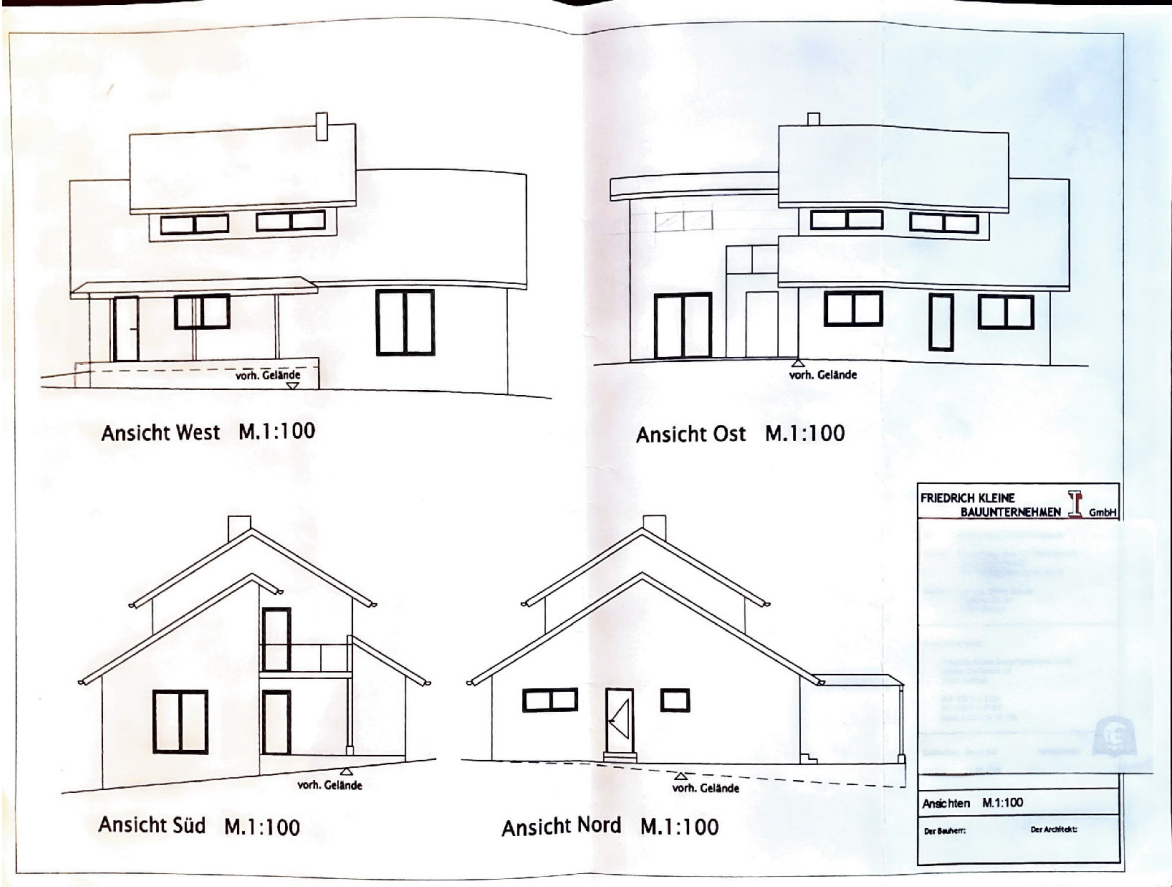 vorh. Gelände
Ansicht West M.1:100
vorh. Gelände
Ansicht Ost M.1:100
vorh. Gelände
Ansicht Süd M.1:100
vorh. Gelände
Ansicht Nord M.1:100
FRIEDRICH KLEINE
BAUUNTERNEHMEN GmbH
Ansichten M.1:100
Der Bauherr: Der Architekt: